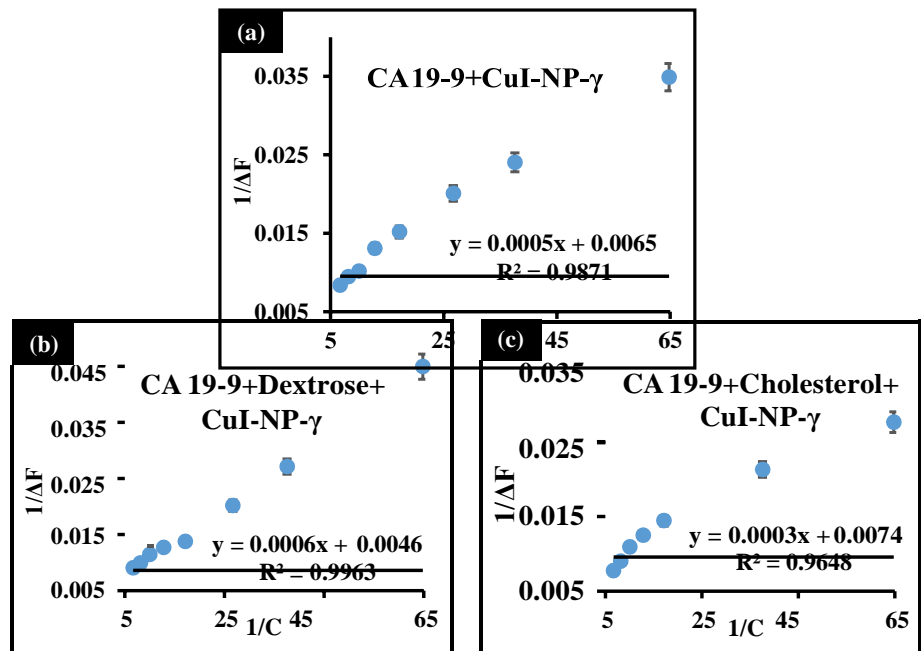 (a)
CA 19-9+CuI-NP-γ
0.035
0.025
0.015
0.005
1/ΔF
y = 0.0005x + 0.0065
R² = 0.9871
5
25
45
65
(b)
CA 19-9+Dextrose+
CuI-NP-γ
0.045
0.035
0.025
0.015
0.005
1/ΔF
y = 0.0006x + 0.0046
R² = 0.9963
5
25
45
65
1/C
(c)
CA 19-9+Cholesterol+
CuI-NP-γ
0.035
0.025
0.015
0.005
1/ΔF
y = 0.0003x + 0.0074
R² = 0.9648
5
25
45
65
1/C